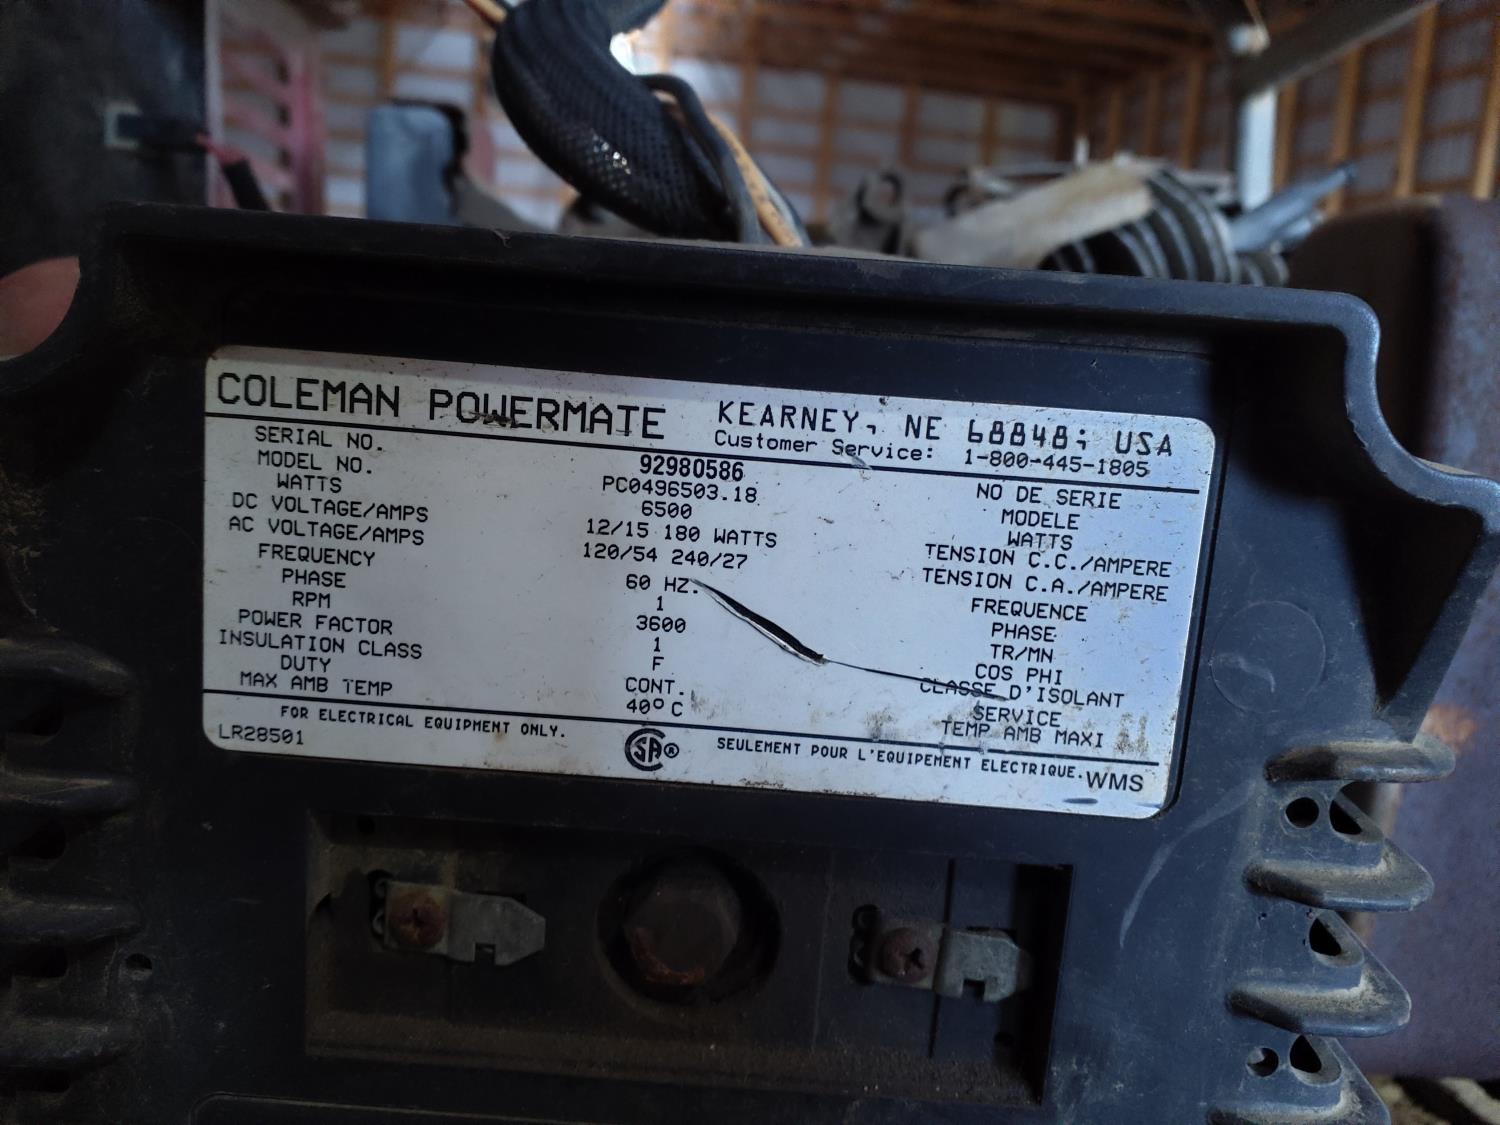 COLEMAN POWERMATE KEARNEY, NE 68848; USA
Customer Service: 1-800-445-1805
SERIAL NO. 92980586 NO DE SERIE
MODEL NO. PC0496503.18 MODELE
WATTS 6500 WATTS
DC VOLTAGE/AMPS 12/15 180 WATTS TENSION C.C./AMPERE
AC VOLTAGE/AMPS 120/54 240/27 TENSION C.A./AMPERE
FREQUENCY 60 HZ. FREQUENCE
PHASE 1 PHASE
RPM 3600 TR/MN
POWER FACTOR 1 COS PHI
INSULATION CLASS F CLASSE D'ISOLANT
DUTY CONT. SERVICE
MAX AMB TEMP 40°C TEMP AMB MAXI
FOR ELECTRICAL EQUIPMENT ONLY. SA® SEULEMENT POUR L'EQUIPEMENT ELECTRIQUE.
LR28501 WMS